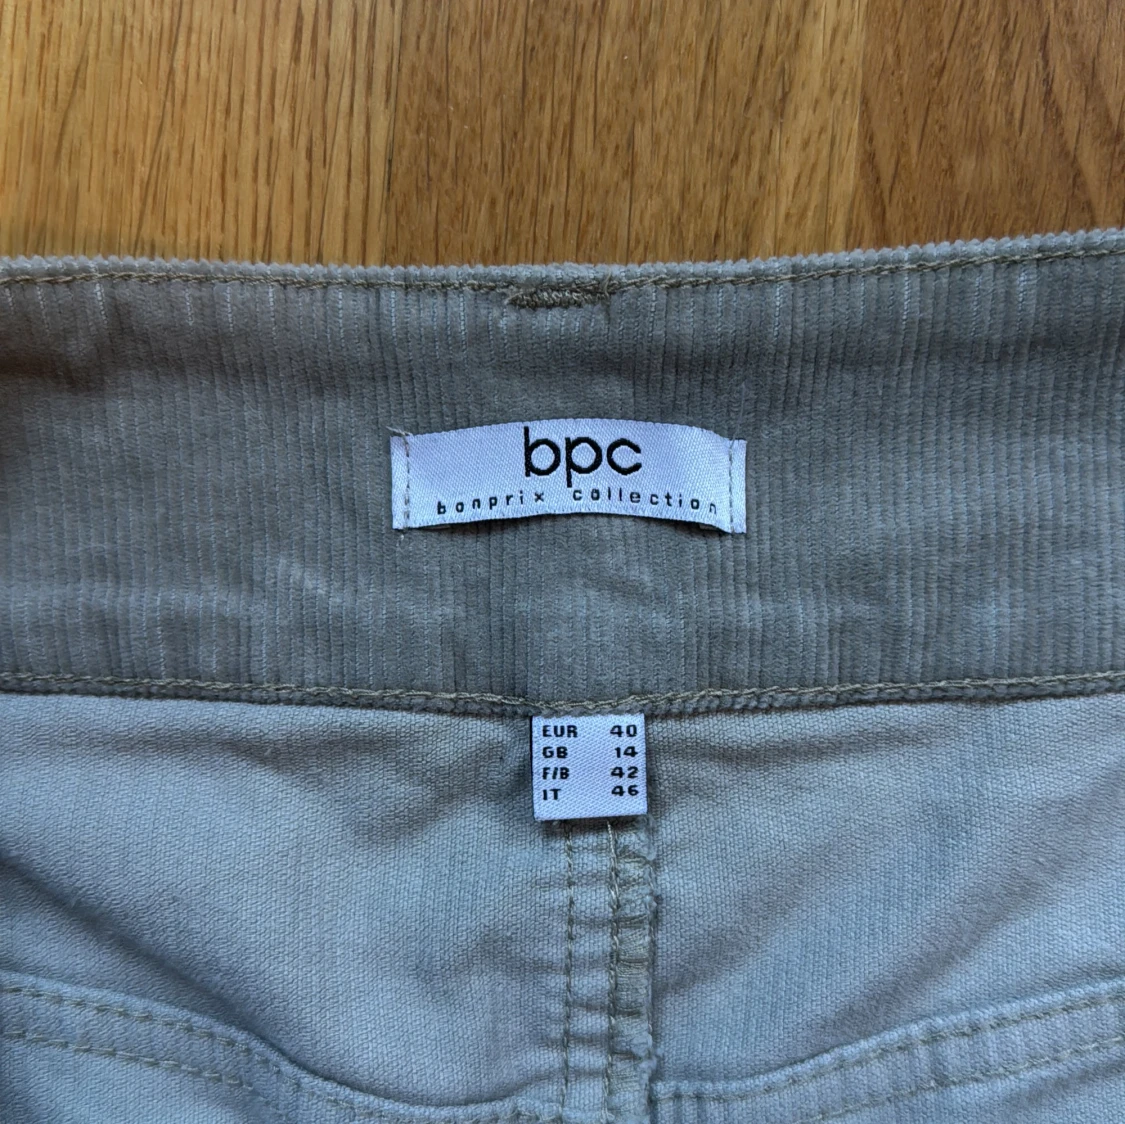 bpc
bonprix collection
EUR 40
GB 14
F/B 42
IT 46